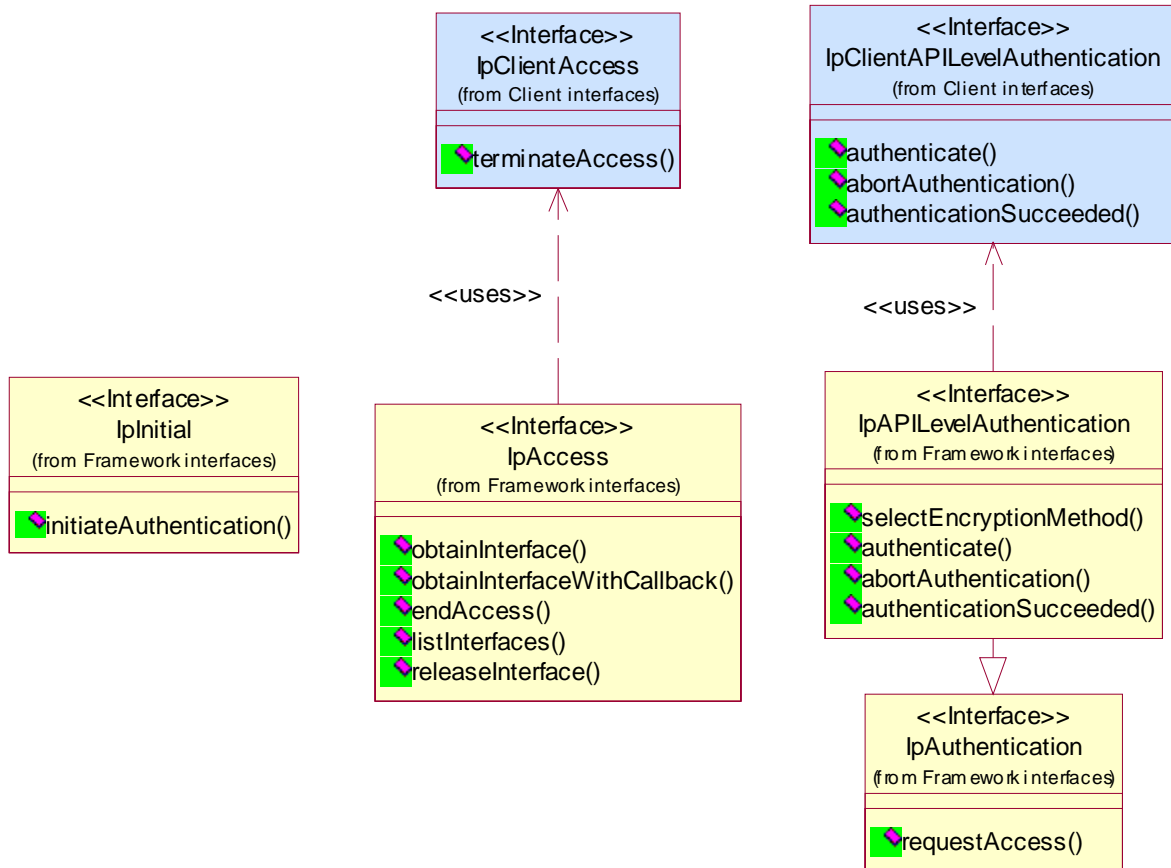 <<Interface>>
IpClientAccess
(from Client interfaces)
terminateAccess()
<<Interface>>
IpClientAPILevelAuthentication
(from Client interfaces)
authenticate()
abortAuthentication()
authenticationSucceeded()
<<uses>>
<<uses>>
<<Interface>>
IpInitial
(from Framework interfaces)
initiateAuthentication()
<<Interface>>
IpAccess
(from Framework interfaces)
obtainInterface()
obtainInterfaceWithCallback()
endAccess()
listInterfaces()
releaseInterface()
<<Interface>>
IpAPILevelAuthentication
(from Framework interfaces)
selectEncryptionMethod()
authenticate()
abortAuthentication()
authenticationSucceeded()
<<Interface>>
IpAuthentication
(from Framework interfaces)
requestAccess()